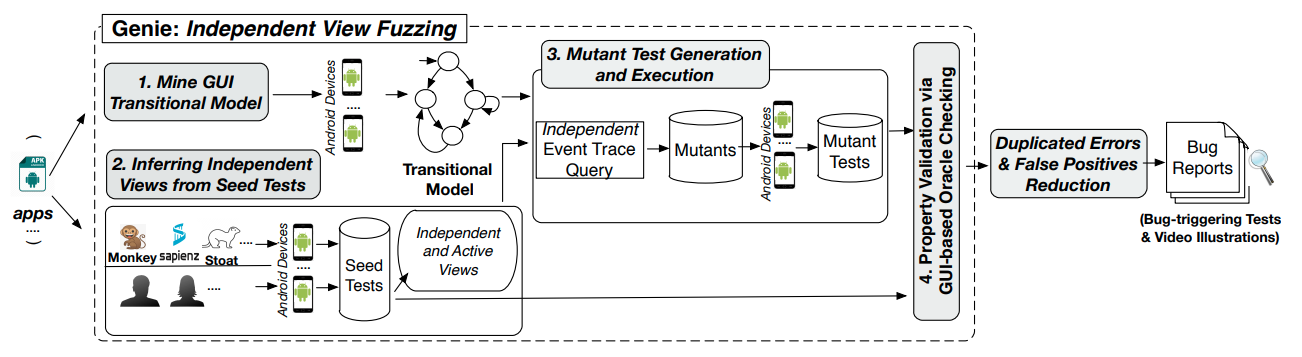 Genie: Independent View Fuzzing
1. Mine GUI
Transitional Model
Android Devices
....
Transitional
Model
2. Inferring Independent
Views from Seed Tests
APK
apps
....
Monkey
sapienz
Stoat
....
....
Android Devices
....
Seed
Tests
Independent
and Active
Views
3. Mutant Test Generation
and Execution
Independent
Event Trace
Query
Mutants
Android Devices
....
Mutant
Tests
4. Property Validation via
GUI-based Oracle Checking
Duplicated Errors
& False Positives
Reduction
Bug
Reports
(Bug-triggering Tests
& Video Illustrations)